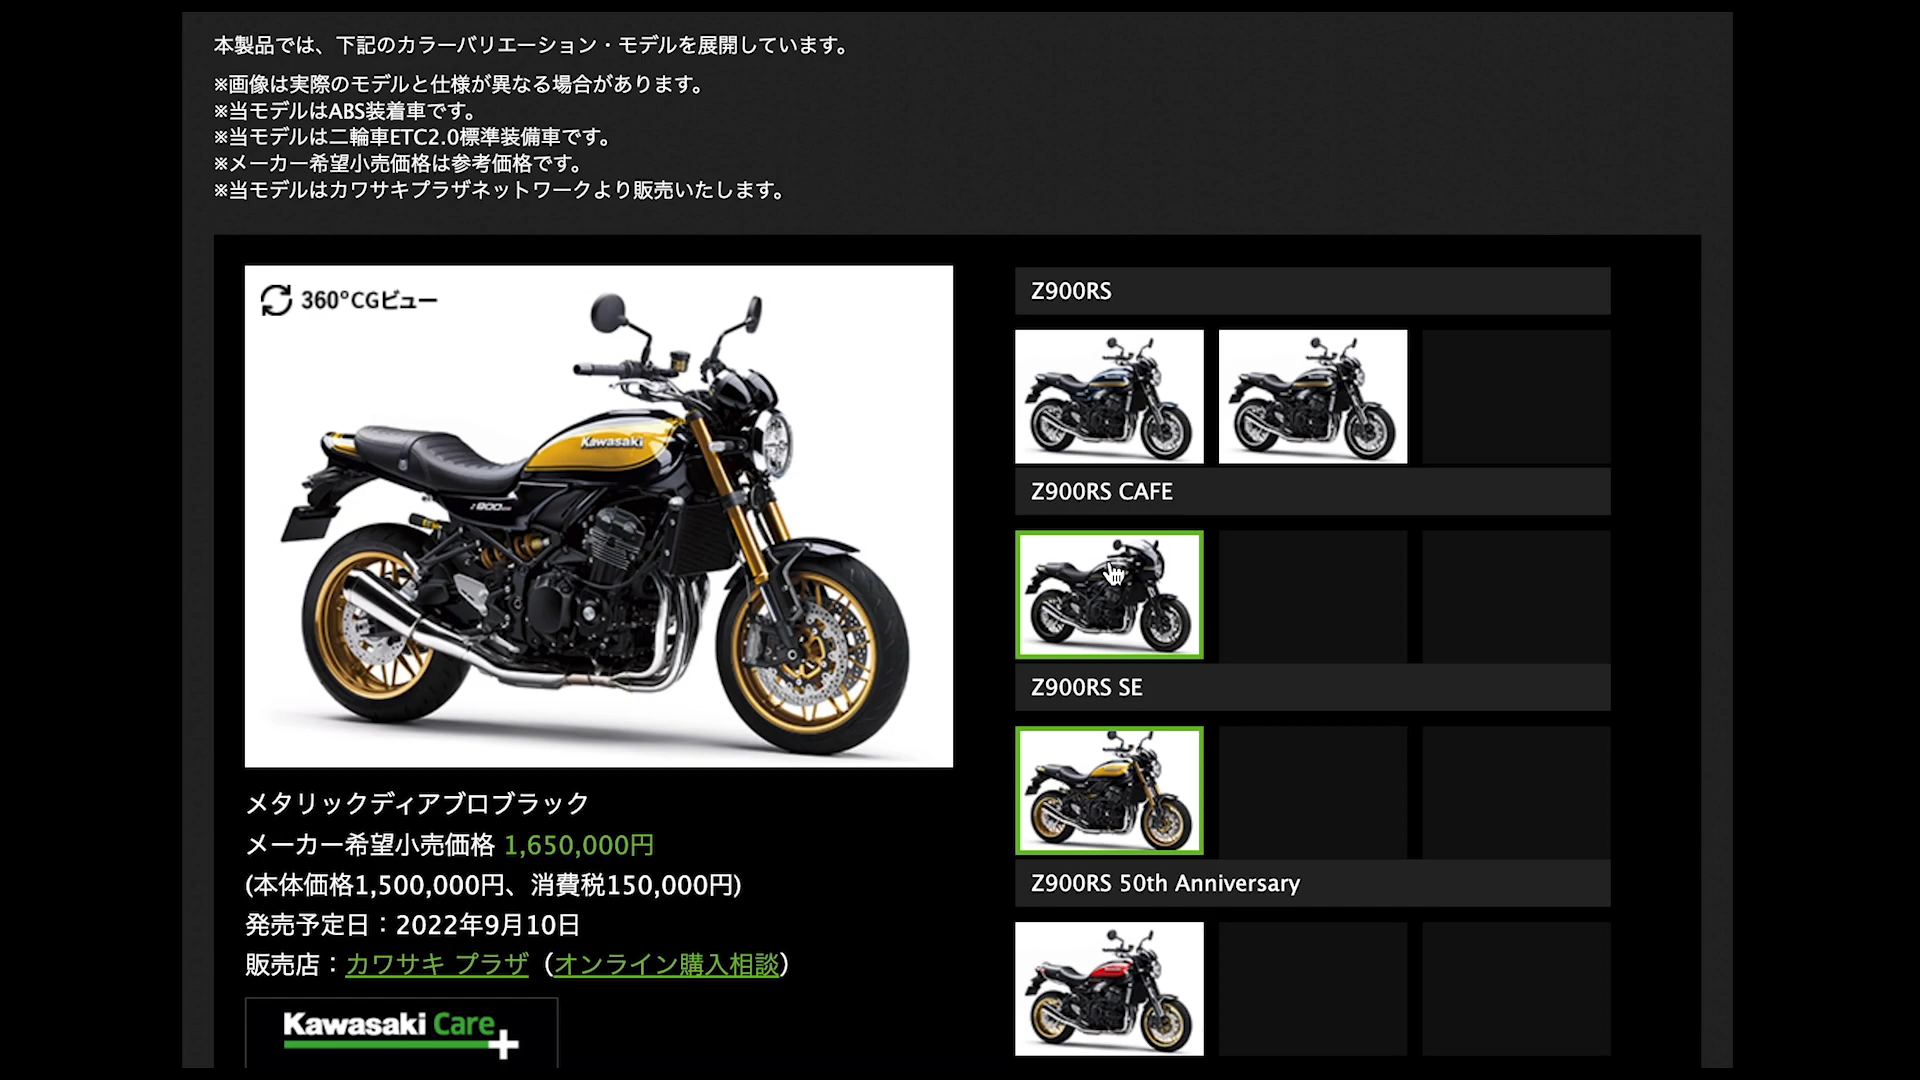 本製品では、下記のカラーバリエーション・モデルを展開しています。
※画像は実際のモデルと仕様が異なる場合があります。
※当モデルはABS装着車です。
※当モデルは二輪車ETC2.0標準装備車です。
※メーカー希望小売価格は参考価格です。
※当モデルはカワサキプラザネットワークより販売いたします。
360°CGビュー
Kawasaki
Z900RS
Z900RS CAFE
Z900RS SE
Z900RS 50th Anniversary
メタリックディアブロブラック
メーカー希望小売価格 1,650,000円
(本体価格1,500,000円、消費税150,000円)
発売予定日：2022年9月10日
販売店：カワサキ プラザ（オンライン購入相談）
Kawasaki Care+